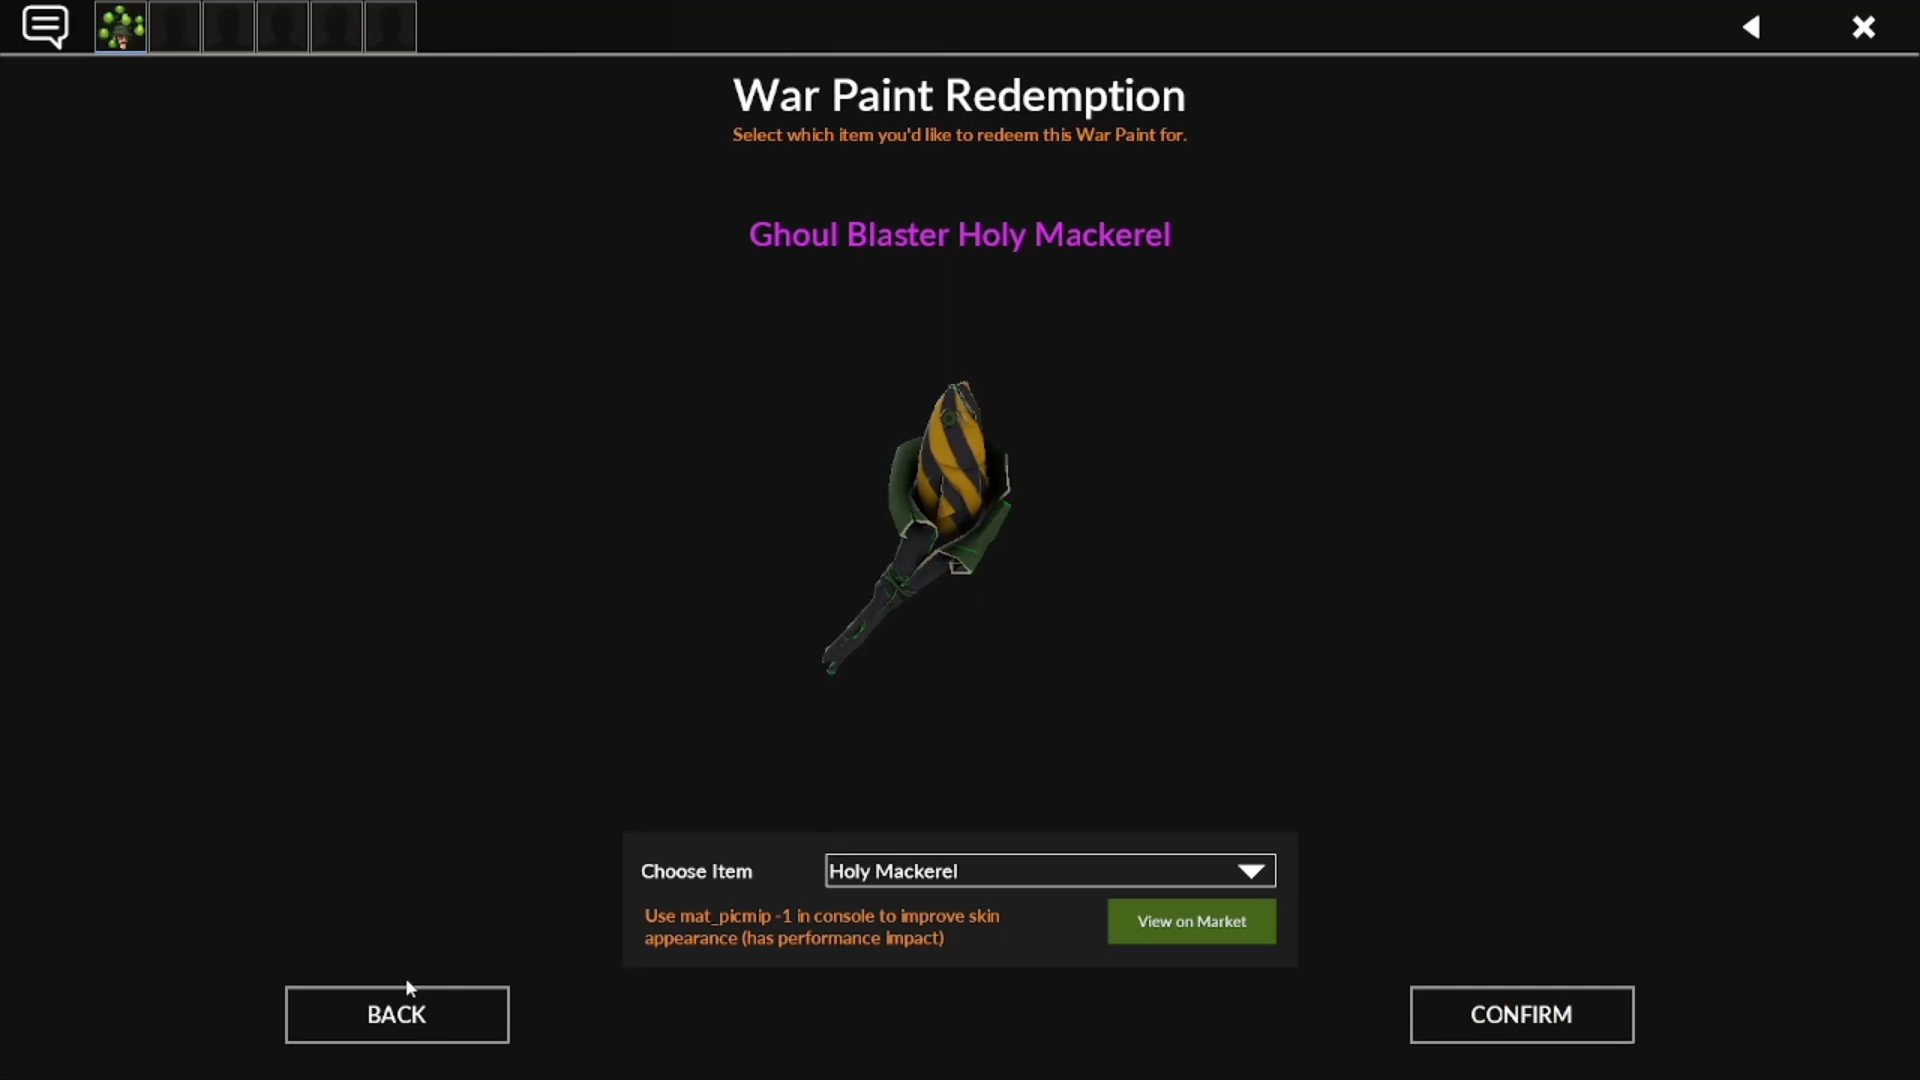 War Paint Redemption
Select which item you'd like to redeem this War Paint for.
Ghoul Blaster Holy Mackerel
Choose Item
Holy Mackerel
Use mat_picmip -1 in console to improve skin
appearance (has performance impact)
View on Market
BACK
CONFIRM